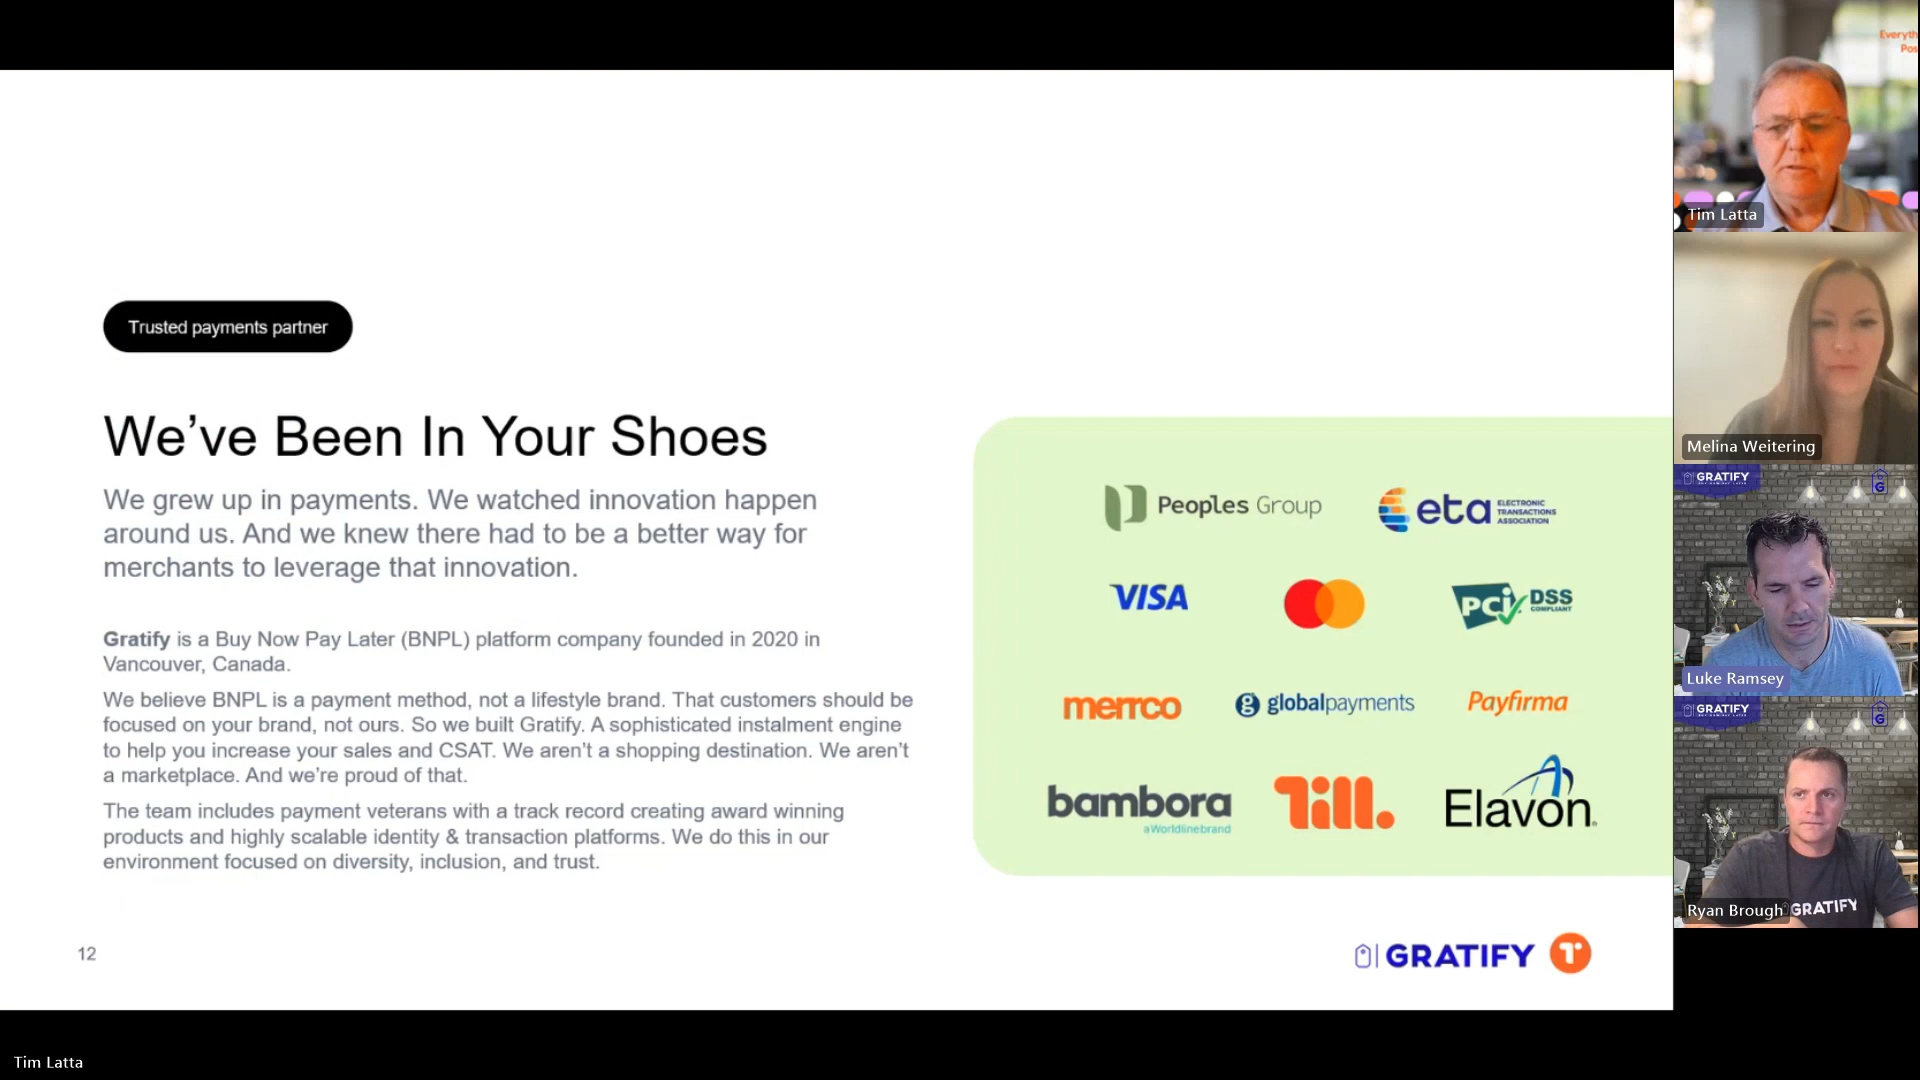 Trusted payments partner
We've Been In Your Shoes
We grew up in payments. We watched innovation happen
around us. And we knew there had to be a better way for
merchants to leverage that innovation.
Gratify is a Buy Now Pay Later (BNPL) platform company founded in 2020 in
Vancouver, Canada.
We believe BNPL is a payment method, not a lifestyle brand. That customers should be
focused on your brand, not ours. So we built Gratify. A sophisticated instalment engine
to help you increase your sales and CSAT. We aren't a shopping destination. We aren't
a marketplace. And we're proud of that.
The team includes payment veterans with a track record creating award winning
products and highly scalable identity & transaction platforms. We do this in our
environment focused on diversity, inclusion, and trust.
12
Peoples Group
eta ELECTRONIC
TRANSACTIONS
ASSOCIATION
VISA
PCi DSS
COMPLIANT
merrco
globalpayments
Payfirma
bambora
a Worldline brand
Till.
Elavon
GRATIFY
Everyth
Pos
Tim Latta
Melina Weitering
GRATIFY
G
Luke Ramsey
GRATIFY
G
GRATIFY
Ryan Brough
Tim Latta